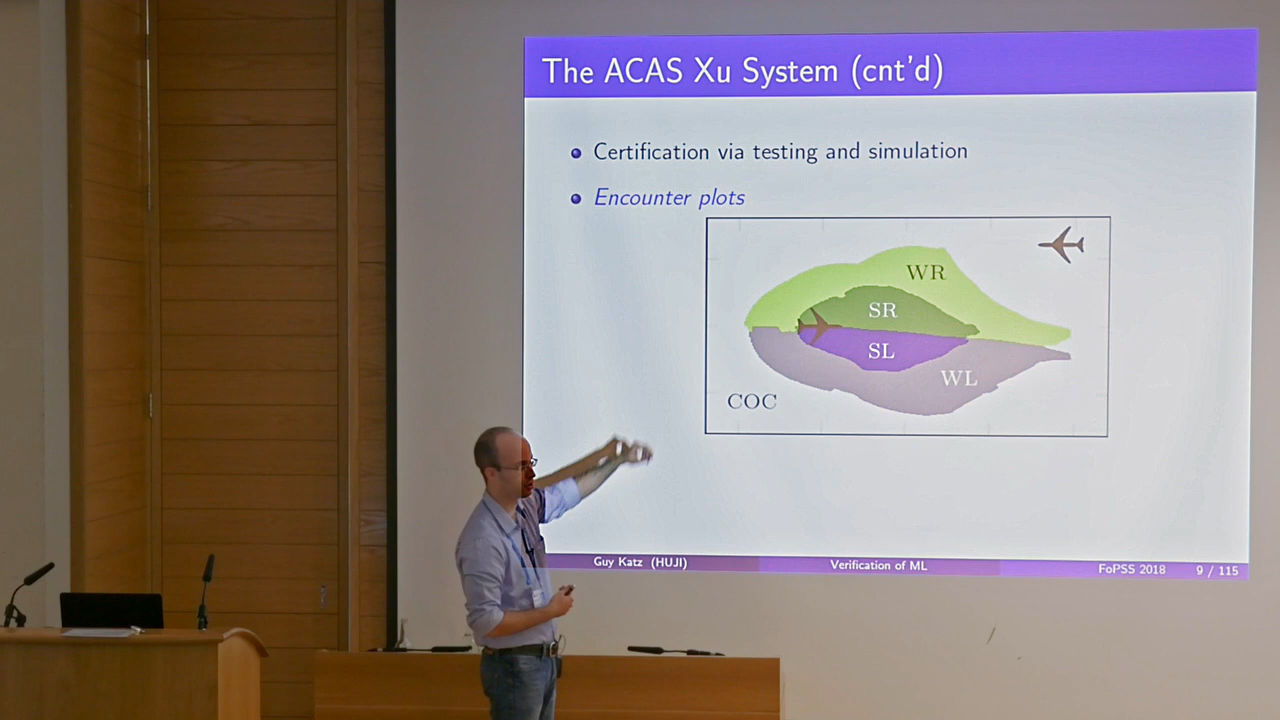 The ACAS Xu System (cnt'd)
Certification via testing and simulation
Encounter plots
WR
SR
SL
WL
COC
Guy Katz (HUJI) Verification of ML FoPSS 2018 9 / 115